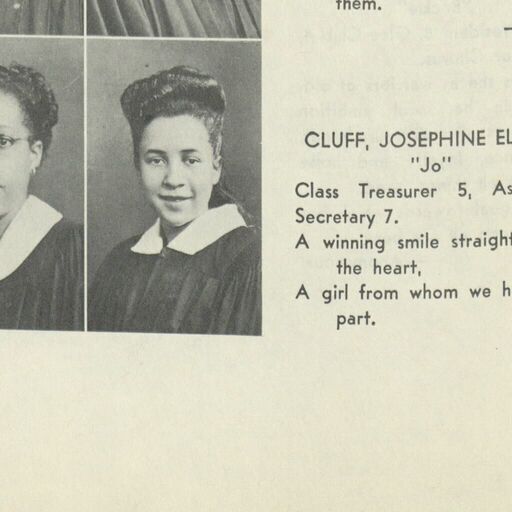 them.
CLUFF, JOSEPHINE EL
"Jo"
Class Treasurer 5, As
Secretary 7.
A winning smile straight
the heart,
A girl from whom we h
part.